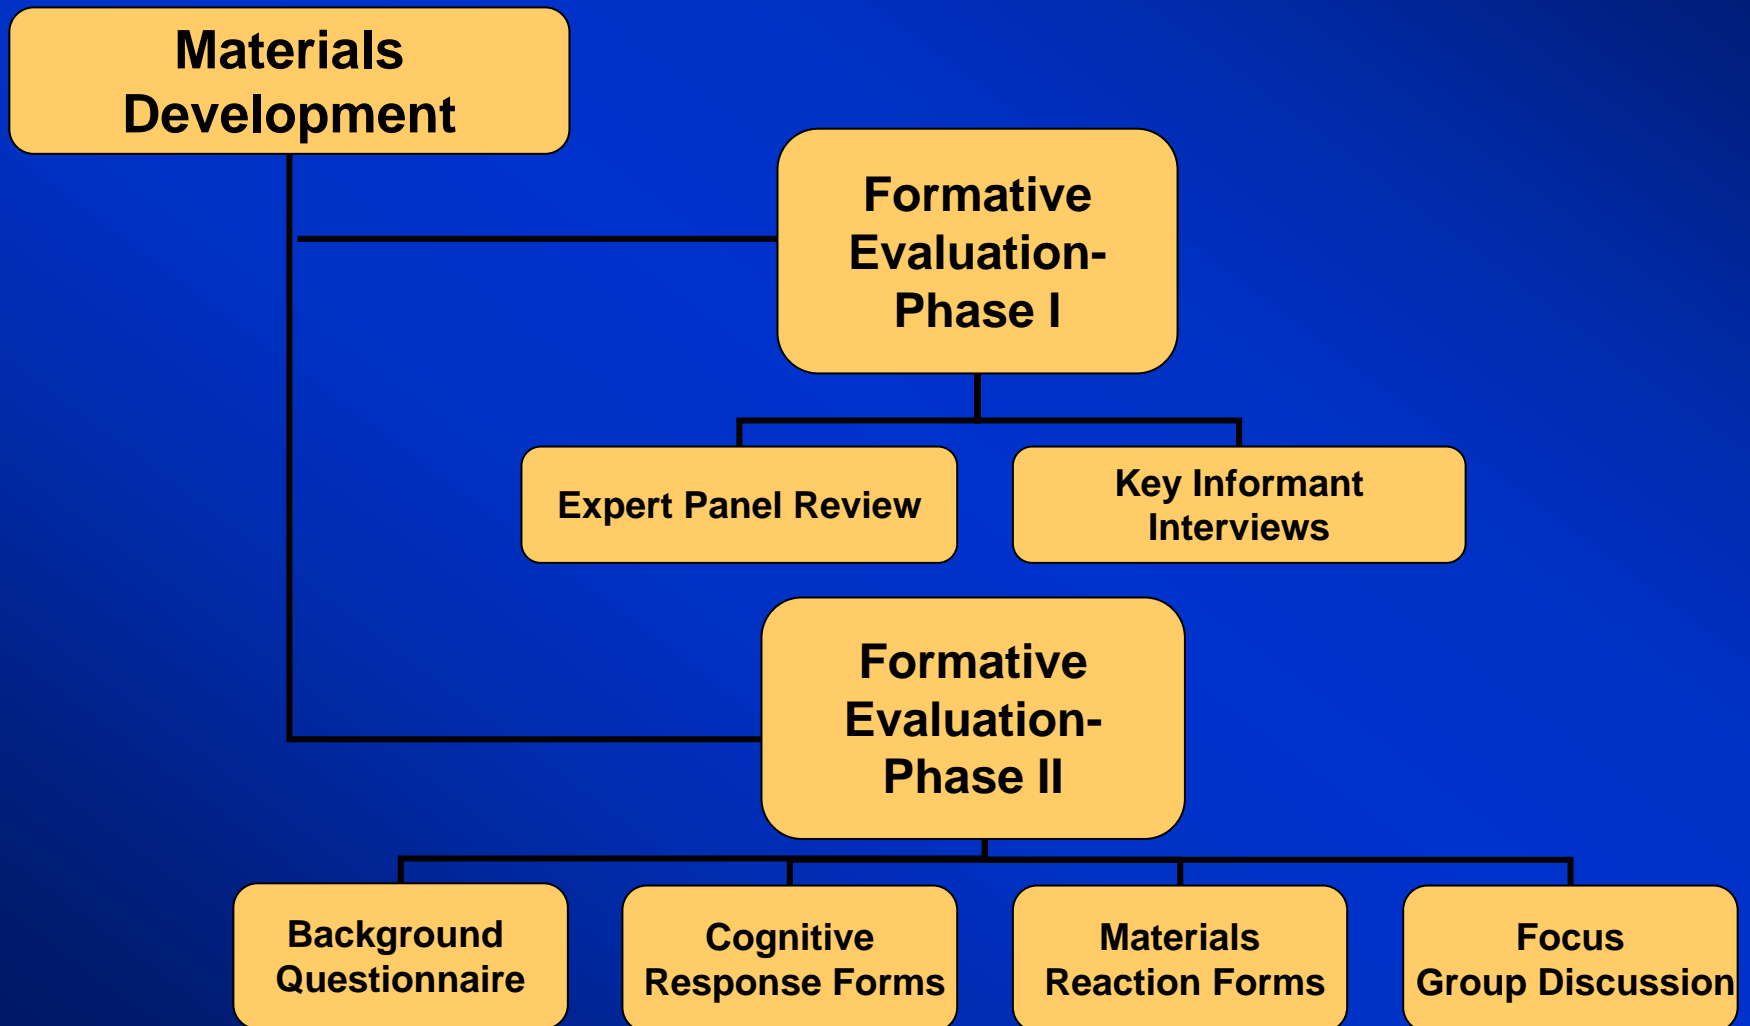 Materials
Development
Formative
Evaluation-
Phase I
Expert Panel Review
Key Informant
Interviews
Formative
Evaluation-
Phase II
Background
Questionnaire
Cognitive
Response Forms
Materials
Reaction Forms
Focus
Group Discussion